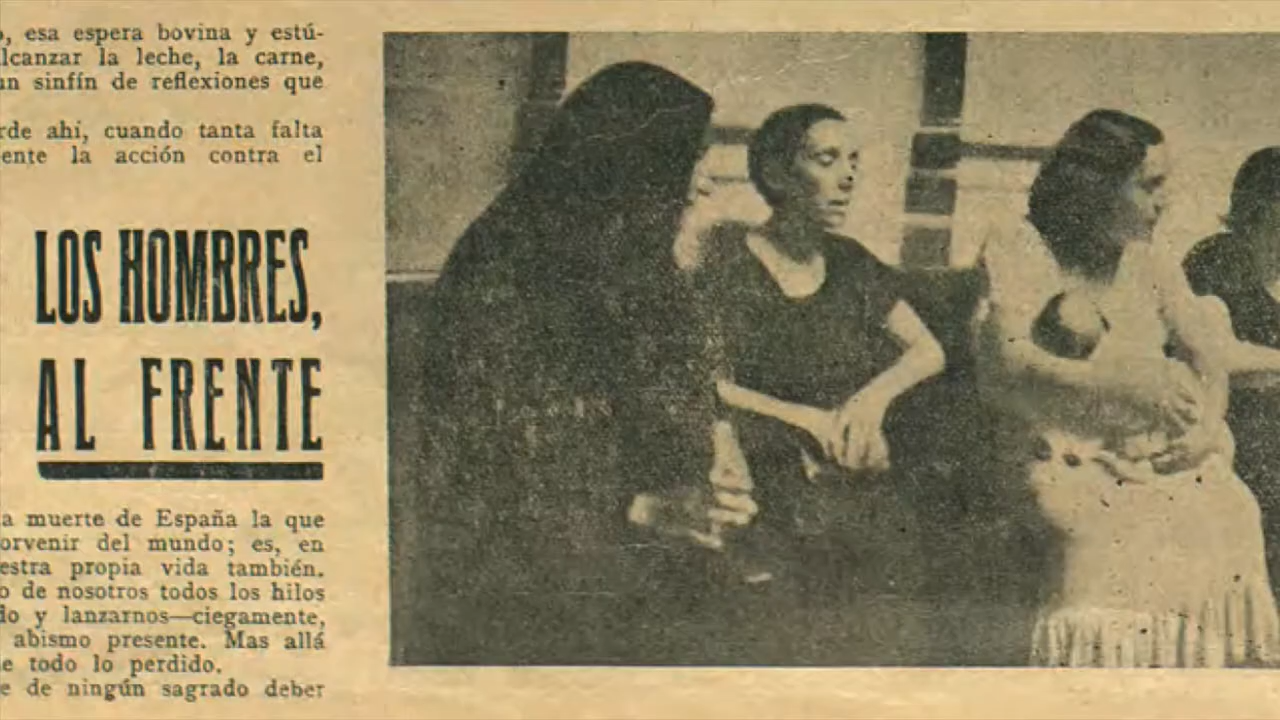 , esa espera bovina y estú-
lcanzar la leche, la carne,
un sinfín de reflexiones que
rde ahí, cuando tanta falta
ente la acción contra el
LOS HOMBRES,
AL FRENTE
a muerte de España la que
orvenir del mundo; es, en
estra propia vida también.
o de nosotros todos los hilos
do y lanzarnos—ciegamente,
abismo presente. Mas allá
e todo lo perdido.
e de ningún sagrado deber